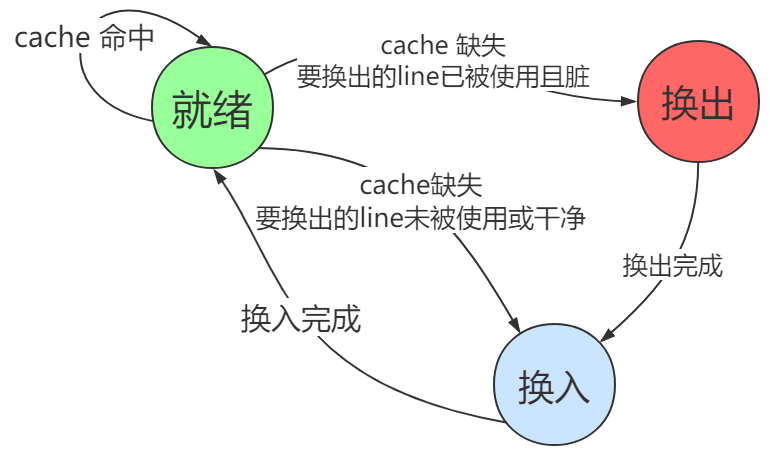 cache 命中
cache 缺失
要换出的line已被使用且脏
就绪
换出
cache缺失
要换出的line未被使用或干净
换出完成
换入完成
换入